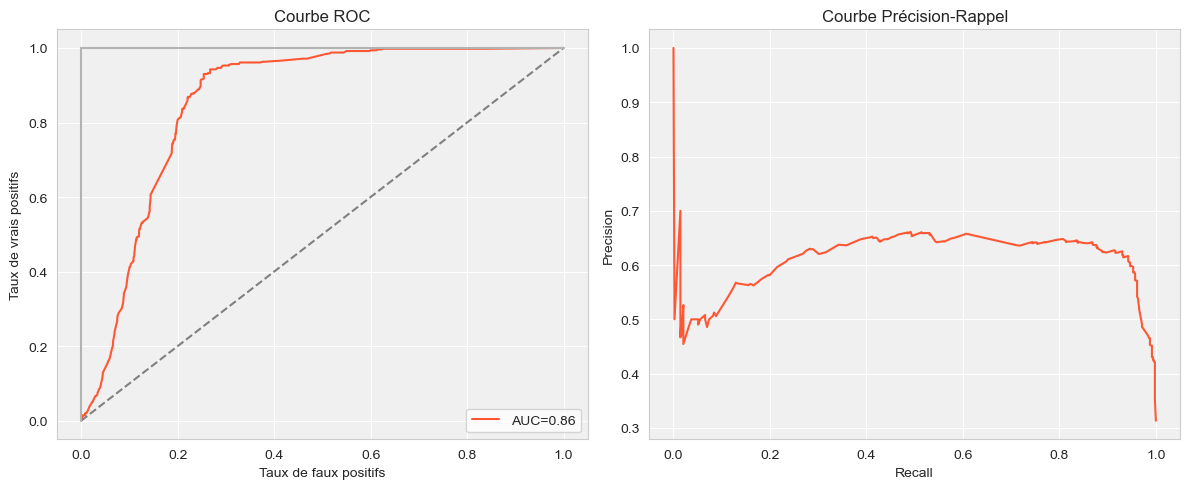 Courbe ROC
1.0
0.8
0.6
0.4
0.2
0.0
Taux de vrais positifs
0.0 0.2 0.4 0.6 0.8 1.0
Taux de faux positifs
AUC=0.86
Courbe Précision-Rappel
1.0
0.9
0.8
0.7
0.6
0.5
0.4
0.3
Precision
0.0 0.2 0.4 0.6 0.8 1.0
Recall